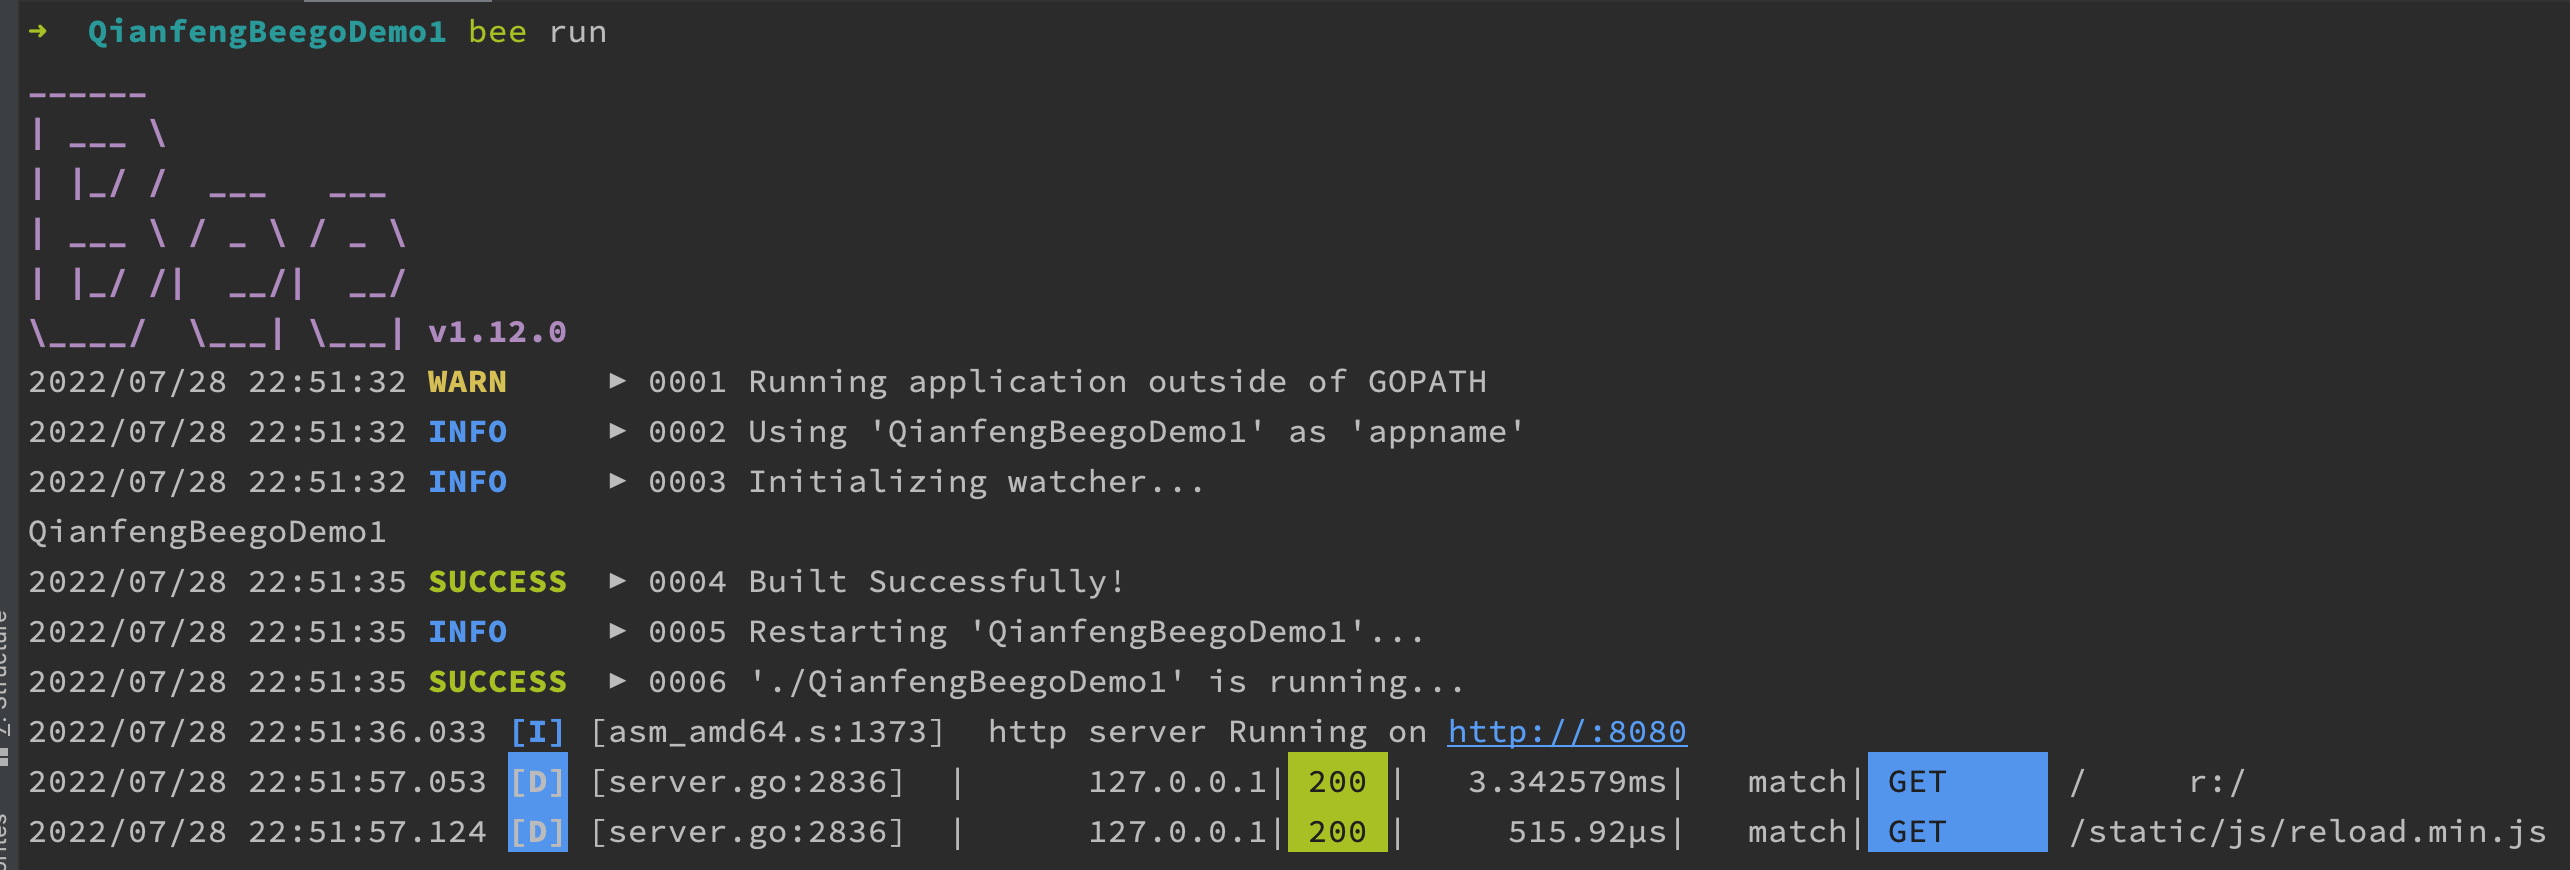 ➜  QianfengBeegoDemo1 bee run
______
| ___ \
| |_/ /  ___   ___
| ___ \ / _ \ / _ \
| |_/ /|  __/|  __/
\____/  \___| \___| v1.12.0
2022/07/28 22:51:32 WARN     ▶ 0001 Running application outside of GOPATH
2022/07/28 22:51:32 INFO     ▶ 0002 Using 'QianfengBeegoDemo1' as 'appname'
2022/07/28 22:51:32 INFO     ▶ 0003 Initializing watcher...
QianfengBeegoDemo1
2022/07/28 22:51:35 SUCCESS  ▶ 0004 Built Successfully!
2022/07/28 22:51:35 INFO     ▶ 0005 Restarting 'QianfengBeegoDemo1'...
2022/07/28 22:51:35 SUCCESS  ▶ 0006 './QianfengBeegoDemo1' is running...
2022/07/28 22:51:36.033 [I] [asm_amd64.s:1373]  http server Running on http://:8080
2022/07/28 22:51:57.053 [D] [server.go:2836]  |      127.0.0.1| 200 |   3.342579ms|   match| GET      /     r:/
2022/07/28 22:51:57.124 [D] [server.go:2836]  |      127.0.0.1| 200 |     515.92µs|   match| GET      /static/js/reload.min.js
Z: Structure